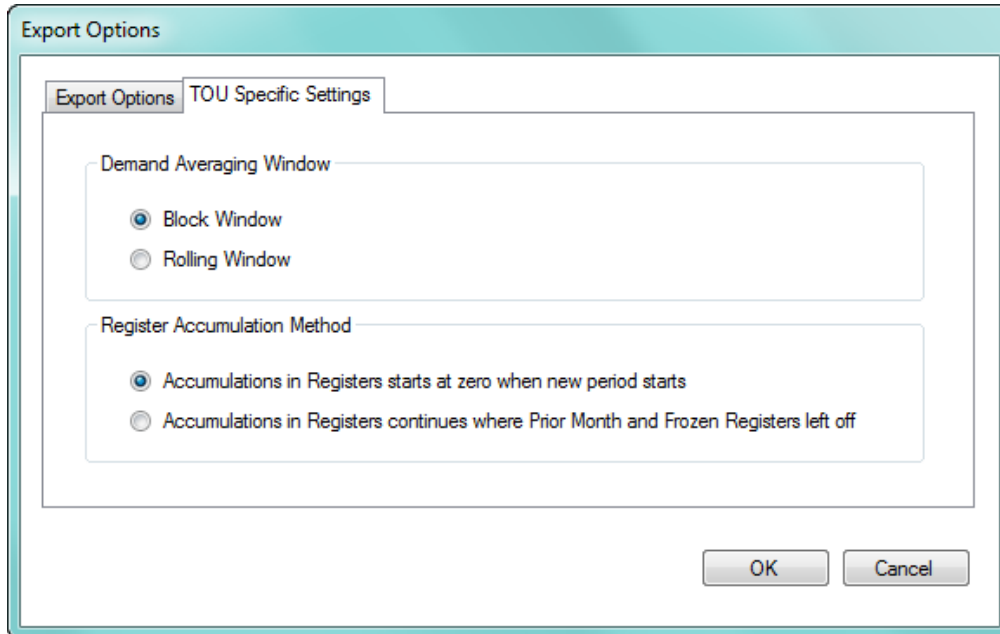 Export Options
Export Options TOU Specific Settings
Demand Averaging Window
Block Window
Rolling Window
Register Accumulation Method
Accumulations in Registers starts at zero when new period starts
Accumulations in Registers continues where Prior Month and Frozen Registers left off
OK Cancel